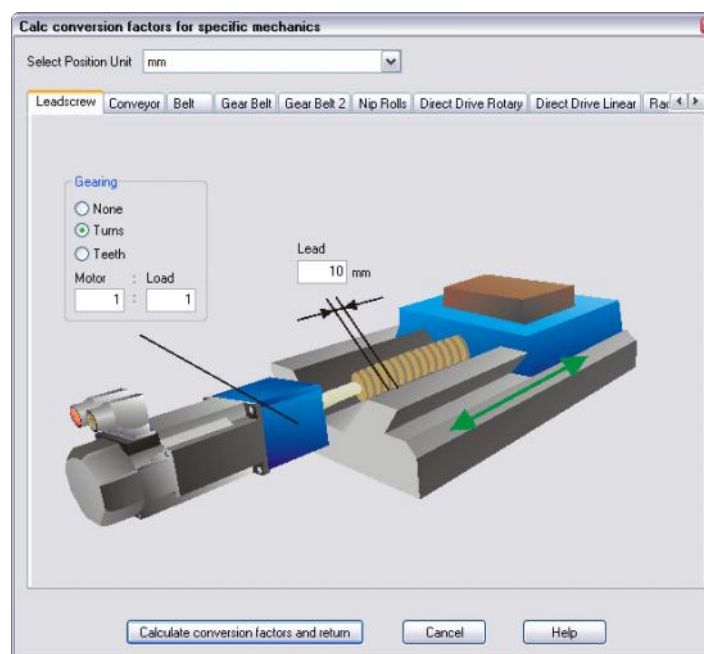 Calc conversion factors for specific mechanics
Select Position Unit mm
Leadscrew Conveyor Belt Gear Belt Gear Belt 2 Nip Rolls Direct Drive Rotary Direct Drive Linear
Gearing
None
Turns
Teeth
Motor : Load
1 : 1
Lead
10 mm
Calculate conversion factors and return Cancel Help